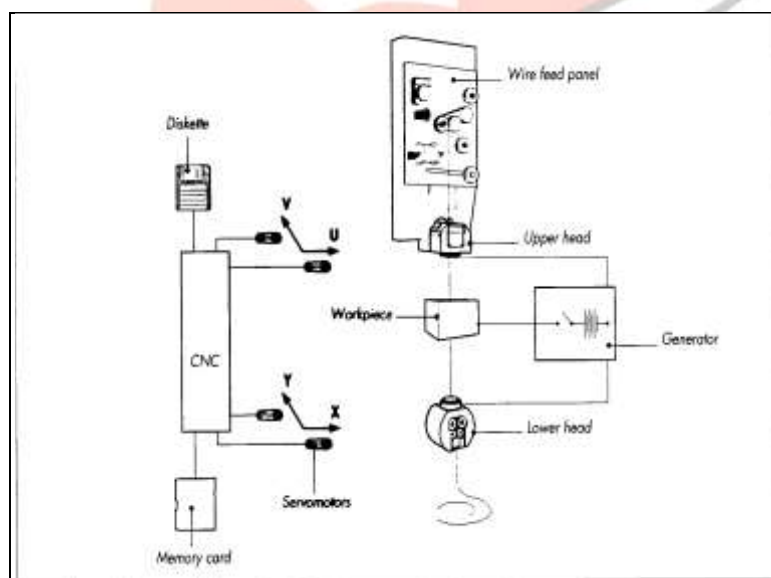 Wire feed panel
Diskette
V
U
Upper head
Workpiece
Generator
CNC
Y
X
Lower head
Servomotors
Memory card